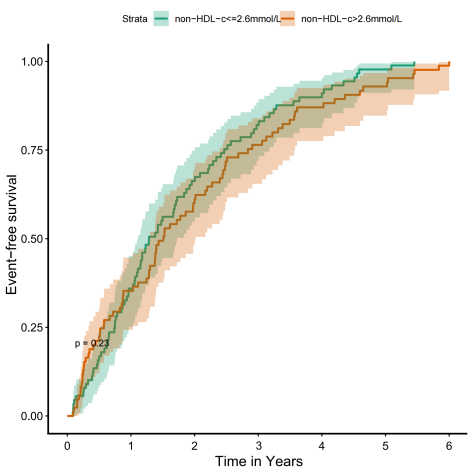 Strata non-HDL-c<=2.6mmol/L non-HDL-c>2.6mmol/L
1.00
0.75
0.50
0.25
0.00
Event-free survival
p = 0.23
0 1 2 3 4 5 6
Time in Years